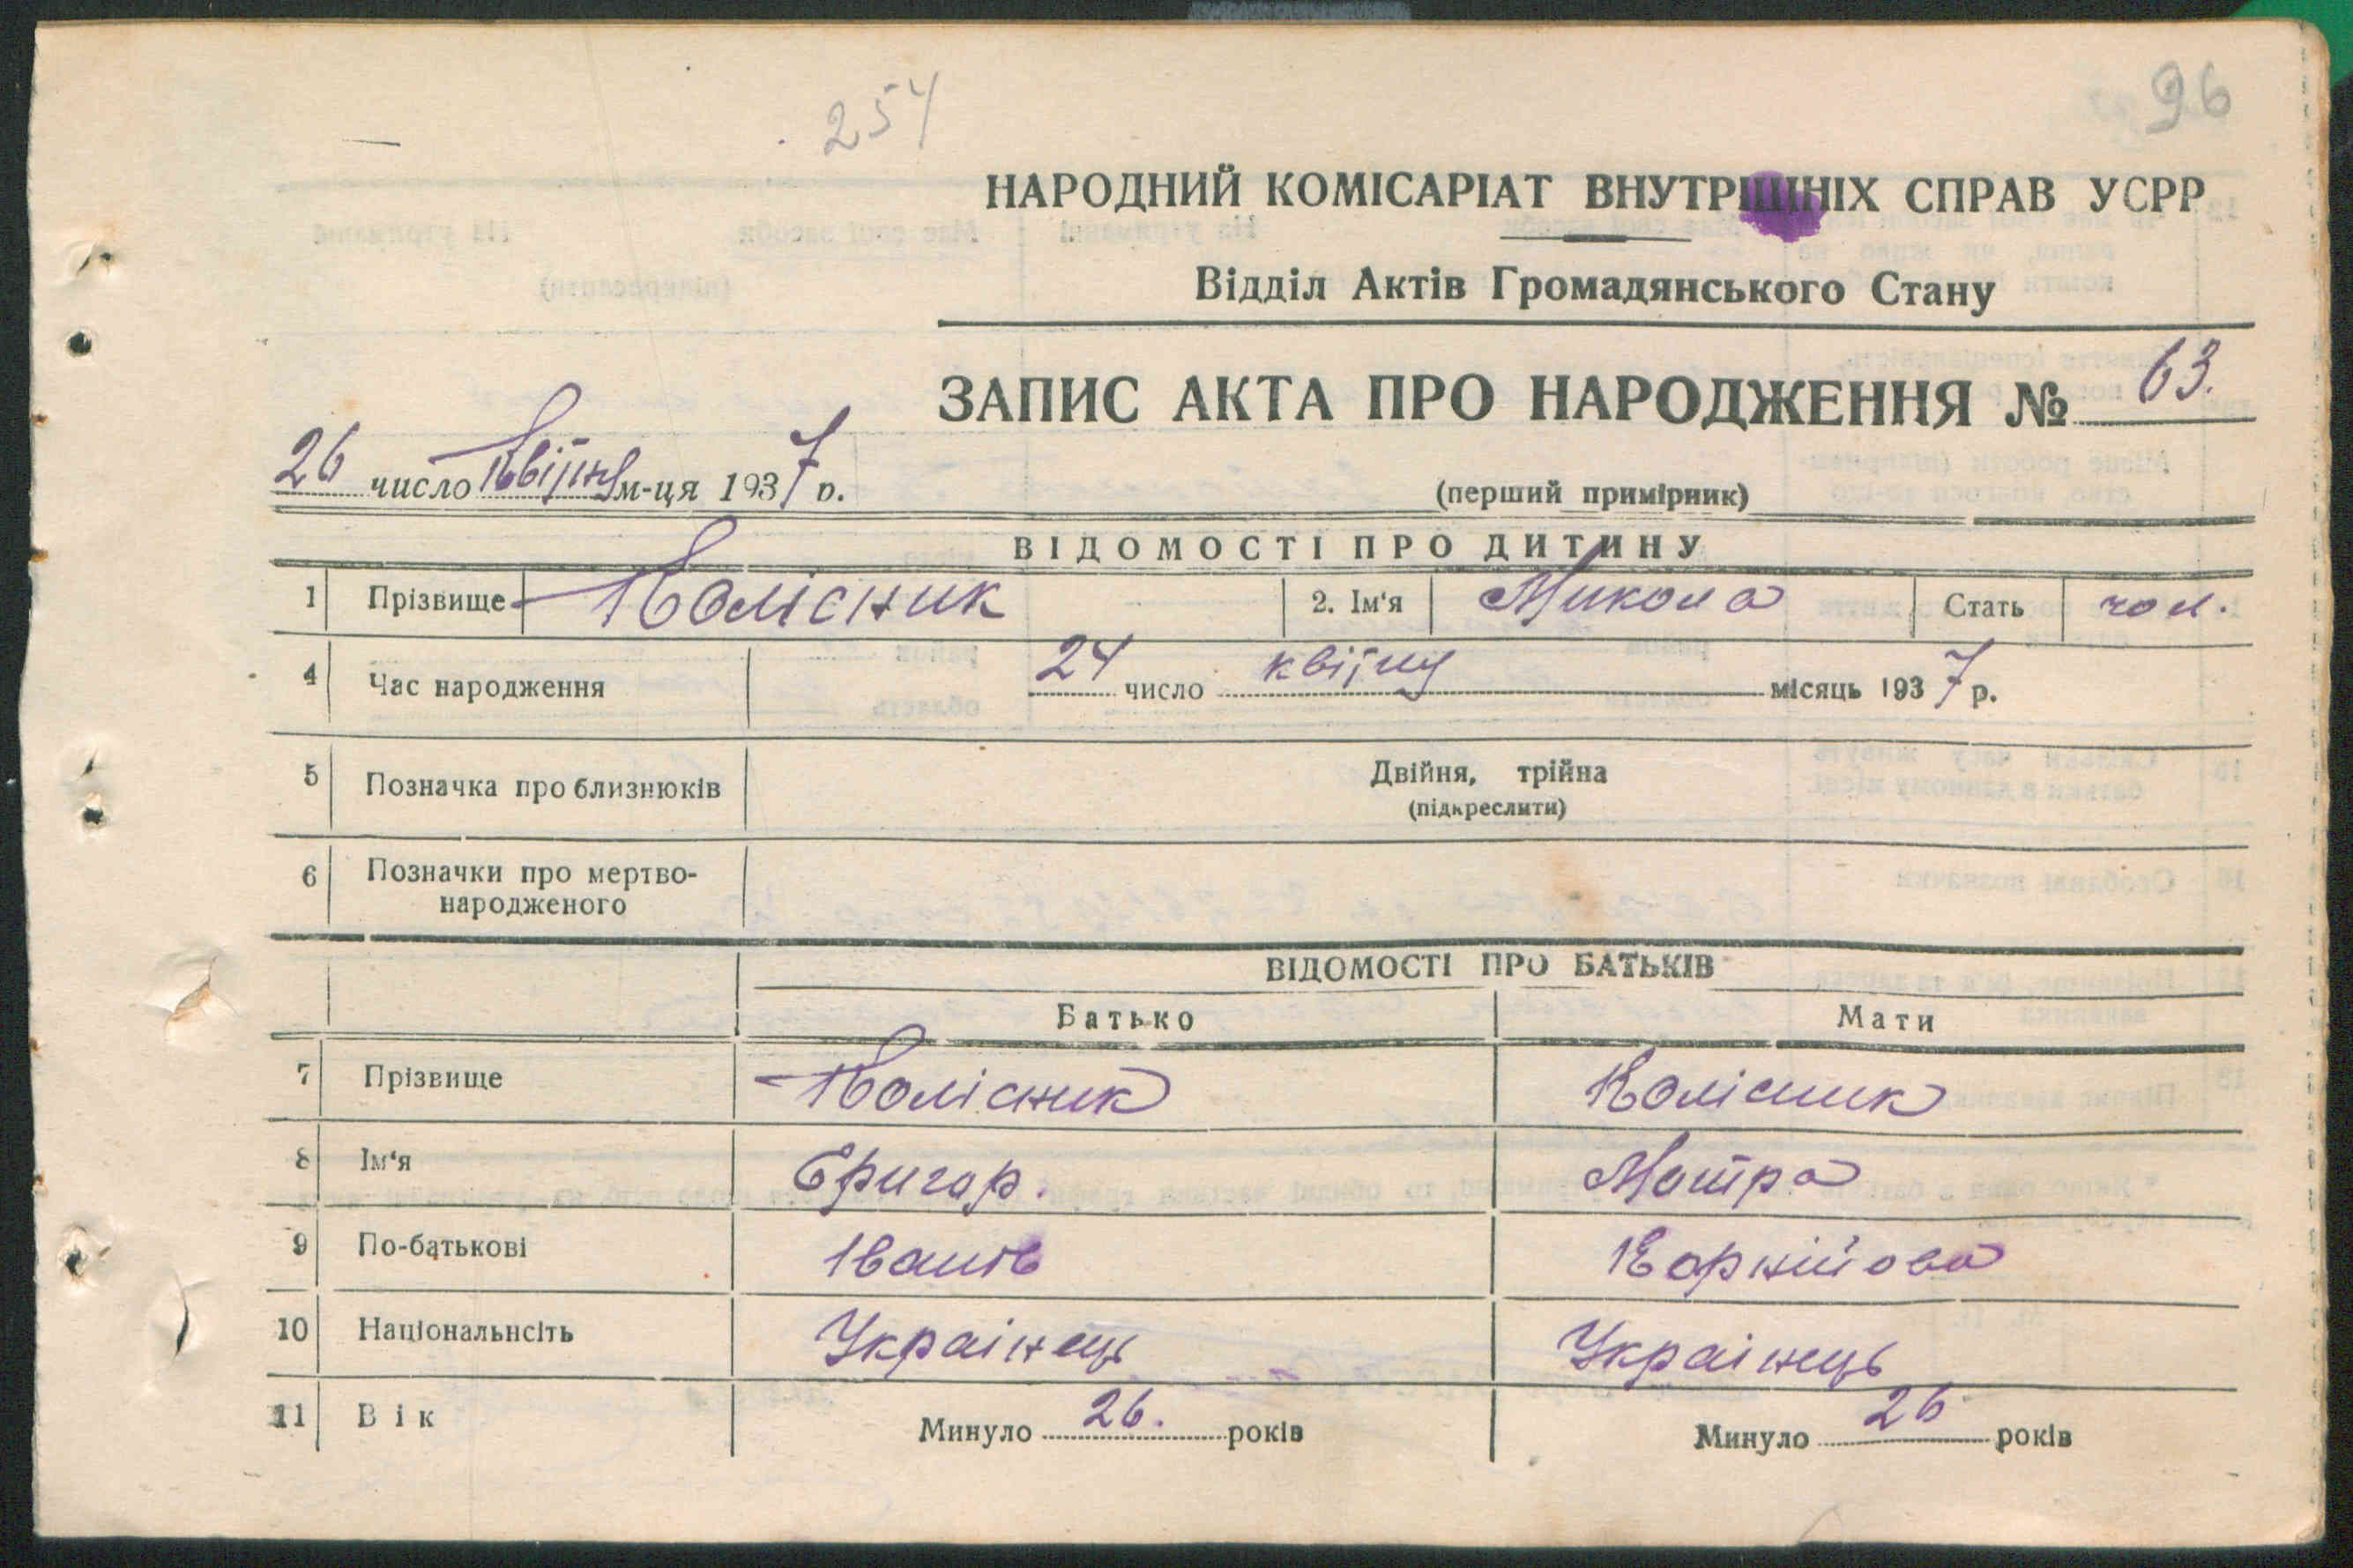 254
96
НАРОДНИЙ КОМІСАРІАТ ВНУТРІШНІХ СПРАВ УСРР
Відділ Актів Громадянського Стану
ЗАПИС АКТА ПРО НАРОДЖЕННЯ № 63.
26 число Квітня м-ця 1937 р.
(перший примірник)
ВІДОМОСТІ ПРО ДИТИНУ
1 Прізвище Колісник 2. Ім'я Микола Стать чол.
4 Час народження 24 число квітня місяць 1937 р.
5 Позначка про близнюків Двійня, трійна
(підкреслити)
6 Позначки про мертво-
народженого
ВІДОМОСТІ ПРО БАТЬКІВ
Батько Мати
7 Прізвище Колісник Колісник
8 Ім'я Григор. Мотра
9 По-батькові Іванів Корнійова
10 Національнсіть Українець Українець
11 Вік Минуло 26. років Минуло 26 років